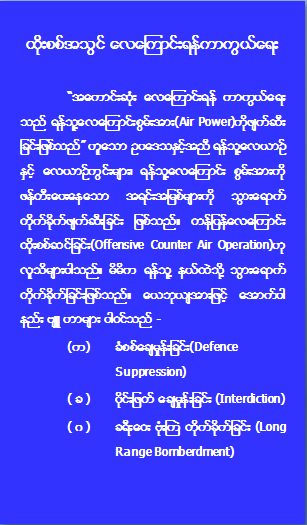 ထိုးစစ်အသွင် လေကြောင်းရန်ကာကွယ်ရေး
"အကောင်းဆုံး လေကြောင်းရန် ကာကွယ်ရေး
သည် ရန်သူ့လေကြောင်းစွမ်းအား(Air Power)ကိုဖျက်ဆီး
ခြင်းဖြစ်သည်" ဟူသော ဥပဒေသနှင့်အညီ ရန်သူ့လေယာဉ်
နှင့် လေယာဉ်ကွင်းများ၊ ရန်သူ့လေကြောင်း စွမ်းအားကို
ဖန်တီးပေးနေသော အရင်းအမြစ်များကို သွားရောက်
တိုက်ခိုက်ဖျက်ဆီးခြင်း ဖြစ်သည်။ တန်ပြန်လေကြောင်း
ထိုးစစ်ဆင်ခြင်း(Offensive Counter Air Operation)ဟု
လူသိများပါသည်။ မိမိက ရန်သူ့ နယ်ထဲသို့ သွားရောက်
တိုက်ခိုက်ခြင်းဖြစ်သည်။ ယေဘုယျအားဖြင့် အောက်ပါ
နည်းဗျူဟာများ ပါဝင်သည် -
(က) ခံစစ်ချေမှုန်းခြင်း(Defence
Suppression)
(ခ) ပိုင်းဖြတ် ချေမှုန်းခြင်း (Interdiction)
(ဂ) ခရီးဝေး ဗုံးကြဲ တိုက်ခိုက်ခြင်း (Long
Range Bomberdment)